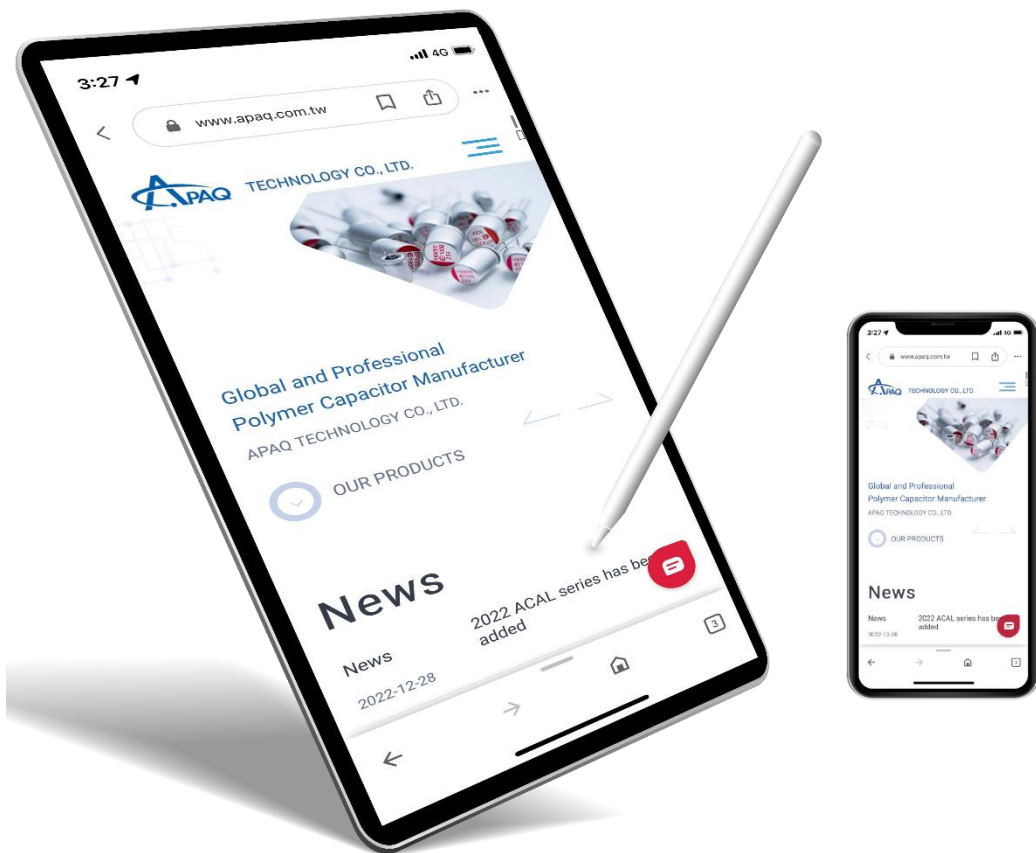 3:27
4G
www.apaq.com.tw
APAQ TECHNOLOGY CO., LTD.
Global and Professional
Polymer Capacitor Manufacturer
APAQ TECHNOLOGY CO., LTD.
OUR PRODUCTS
News
News
2022 ACAL series has be
added
2022-12-28
3
3:27
4G
www.apaq.com.tw
APAQ TECHNOLOGY CO., LTD.
Global and Professional
Polymer Capacitor Manufacturer
APAQ TECHNOLOGY CO., LTD.
OUR PRODUCTS
News
News
2022 ACAL series has be
added
2022-12-28
3